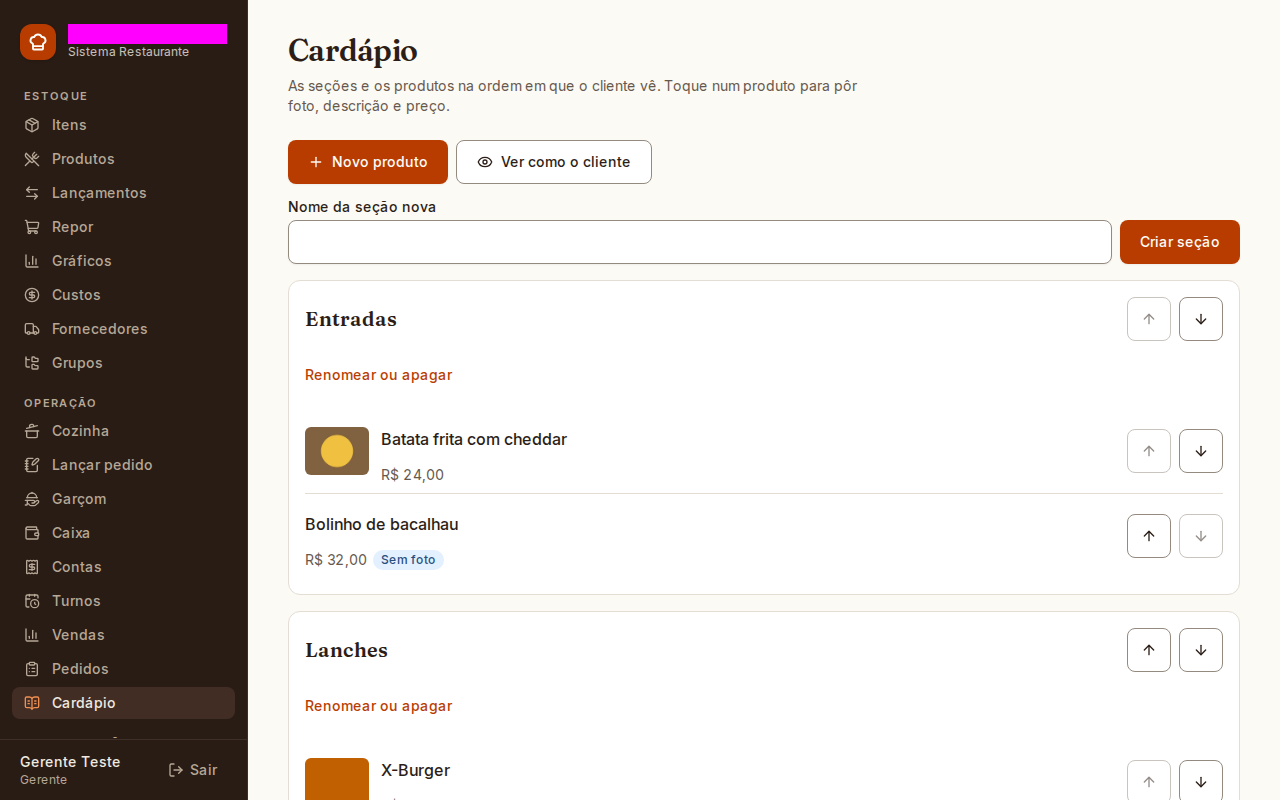 Sistema Restaurante
ESTOQUE
Itens
Produtos
Lançamentos
Repor
Gráficos
Custos
Fornecedores
Grupos
OPERAÇÃO
Cozinha
Lançar pedido
Garçom
Caixa
Contas
Turnos
Vendas
Pedidos
Cardápio
Gerente Teste
Gerente
Sair
Cardápio
As seções e os produtos na ordem em que o cliente vê. Toque num produto para pôr
foto, descrição e preço.
Novo produto
Ver como o cliente
Nome da seção nova
Criar seção
Entradas
Renomear ou apagar
Batata frita com cheddar
R$ 24,00
Bolinho de bacalhau
R$ 32,00 Sem foto
Lanches
Renomear ou apagar
X-Burger